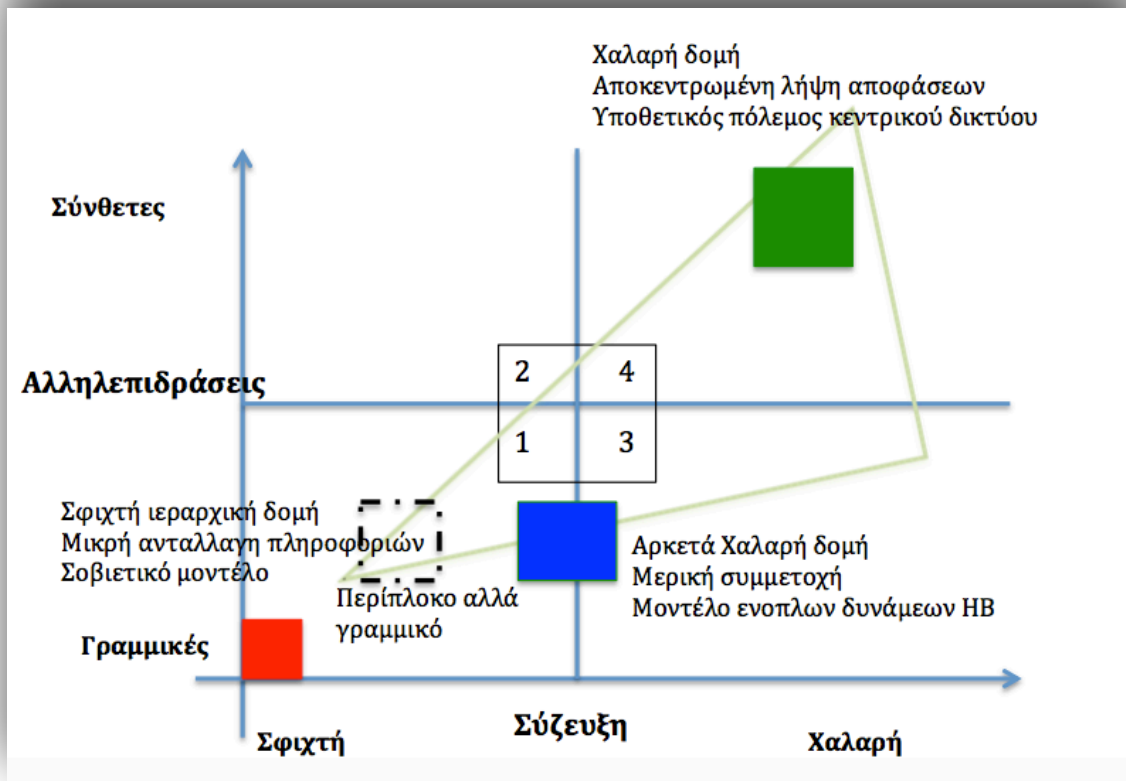 Χαλαρή δομή
Αποκεντρωμένη λήψη αποφάσεων
Υποθετικός πόλεμος κεντρικού δικτύου
Σύνθετες
Αλληλεπιδράσεις
2
4
1
3
Σφιχτή ιεραρχική δομή
Μικρή ανταλλαγη πληροφοριών
Σοβιετικό μοντέλο
Περίπλοκο αλλά
γραμμικό
Αρκετά Χαλαρή δομή
Μερική συμμετοχή
Μοντέλο ενοπλων δυνάμεων ΗΒ
Γραμμικές
Σφιχτή
Σύζευξη
Χαλαρή